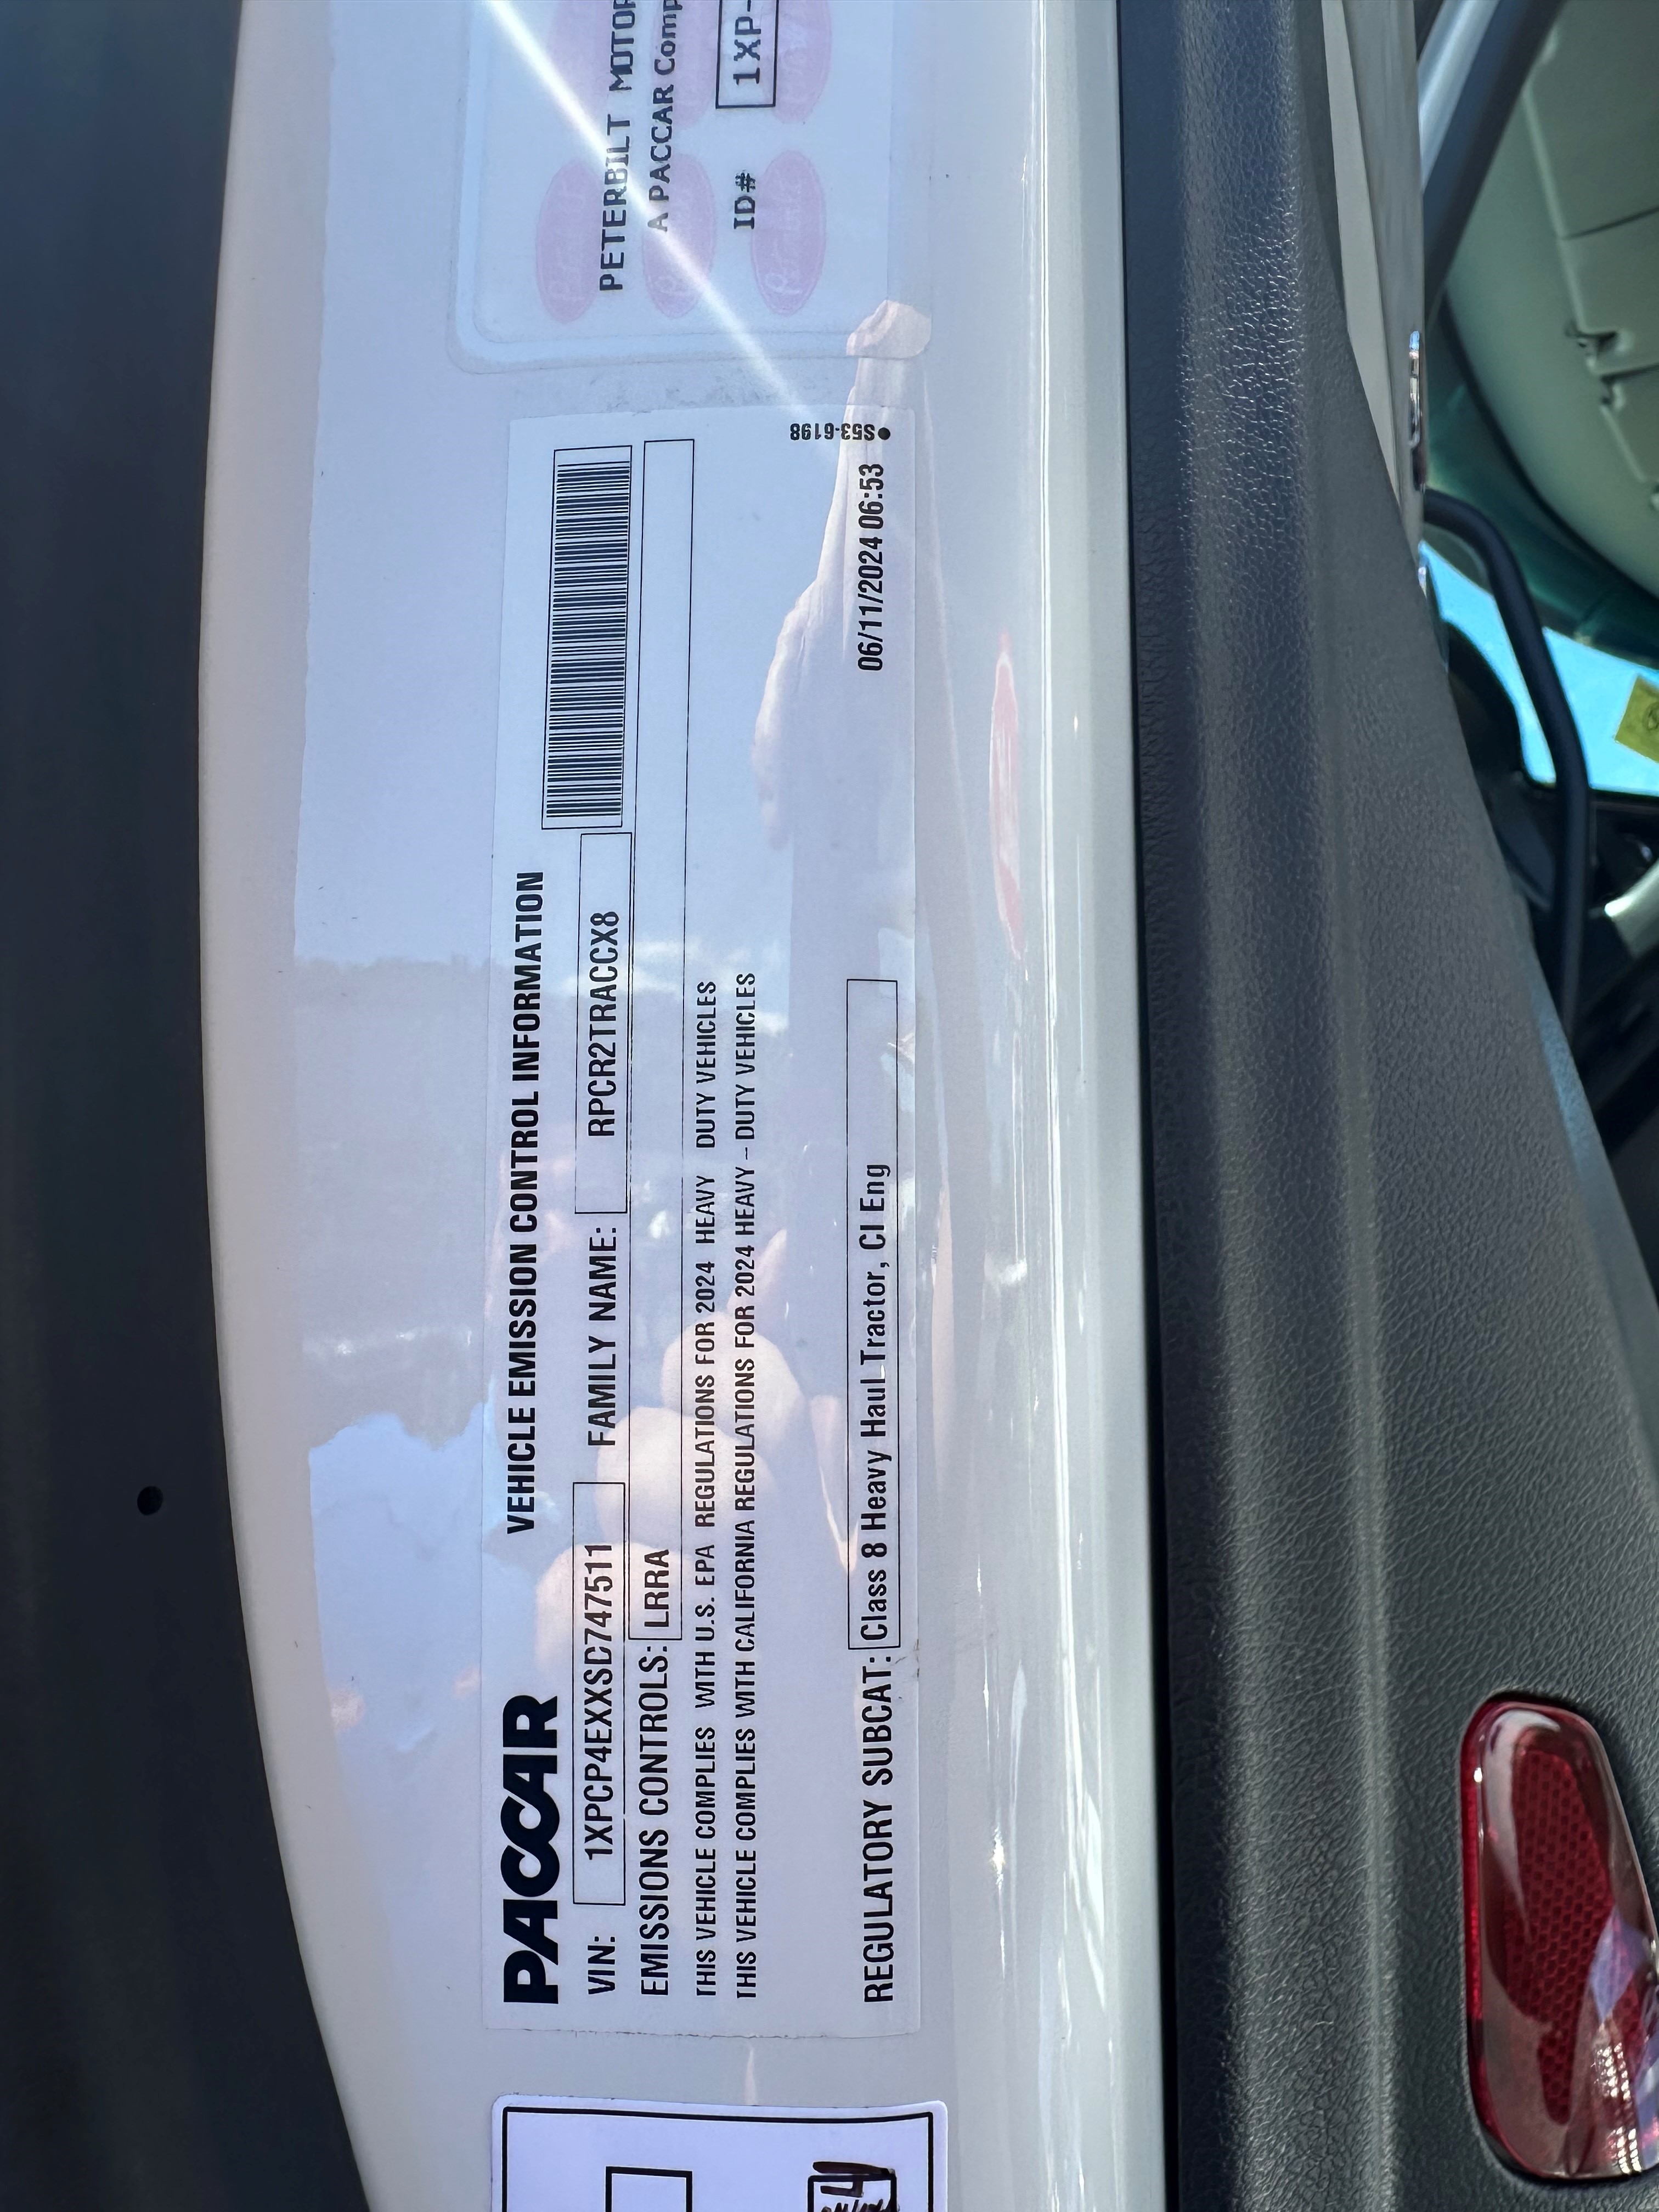 PACCAR
VEHICLE EMISSION CONTROL INFORMATION
VIN: 1XPCP4EXXSD747511 FAMILY NAME: RPCR2TRACCX8
EMISSIONS CONTROLS: LRRA
THIS VEHICLE COMPLIES WITH U.S. EPA REGULATIONS FOR 2024 HEAVY DUTY VEHICLES
THIS VEHICLE COMPLIES WITH CALIFORNIA REGULATIONS FOR 2024 HEAVY – DUTY VEHICLES
REGULATORY SUBCAT: Class 8 Heavy Haul Tractor, CI Eng
06/11/2024 06:53
●S53-6198
PETERBILT MOTOR
A PACCAR Comp
ID# 1XP-